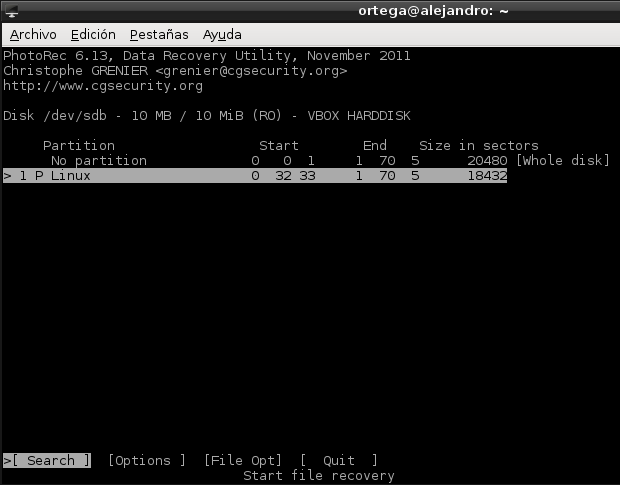 ortega@alejandro: ~
Archivo Edición Pestañas Ayuda
PhotoRec 6.13, Data Recovery Utility, November 2011
Christophe GRENIER <grenier@cgsecurity.org>
http://www.cgsecurity.org
Disk /dev/sdb - 10 MB / 10 MiB (RO) - VBOX HARDDISK
Partition Start End Size in sectors
No partition 0 0 1 1 70 5 20480 [Whole disk]
> 1 P Linux 0 32 33 1 70 5 18432
>[ Search ] [Options ] [File Opt] [ Quit ]
Start file recovery